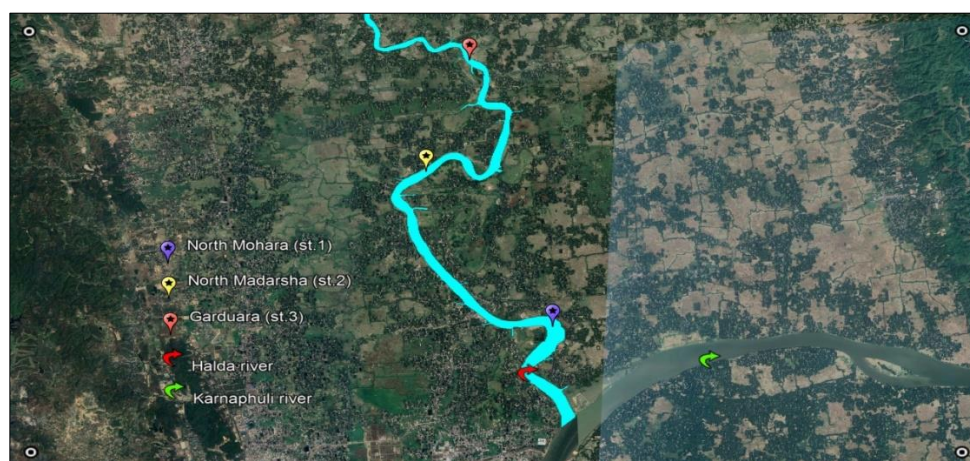 North Mohara (st.1)
North Madarsha (st.2)
Garduara (st.3)
Halda river
Karnaphuli river